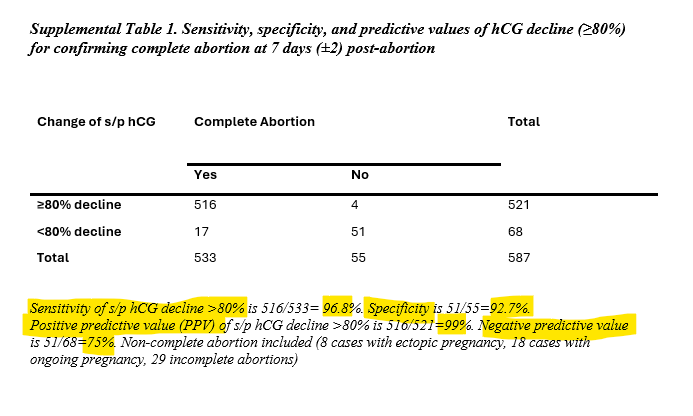 Supplemental Table 1. Sensitivity, specificity, and predictive values of hCG decline (≥80%)
for confirming complete abortion at 7 days (±2) post-abortion
Change of s/p hCG Complete Abortion Total
Yes No
≥80% decline 516 4 521
<80% decline 17 51 68
Total 533 55 587
Sensitivity of s/p hCG decline >80% is 516/533= 96.8%. Specificity is 51/55=92.7%.
Positive predictive value (PPV) of s/p hCG decline >80% is 516/521=99%. Negative predictive value
is 51/68=75%. Non-complete abortion included (8 cases with ectopic pregnancy, 18 cases with
ongoing pregnancy, 29 incomplete abortions)